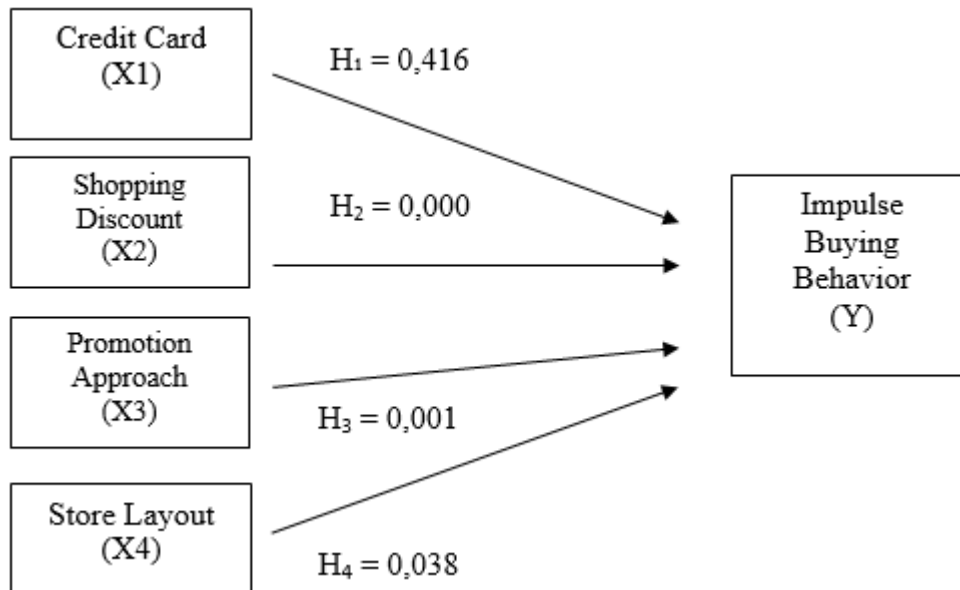 Credit Card
(X1)
H₁ = 0,416
Shopping
Discount
(X2)
H₂ = 0,000
Impulse
Buying
Behavior
(Y)
Promotion
Approach
(X3)
H₃ = 0,001
Store Layout
(X4)
H₄ = 0,038